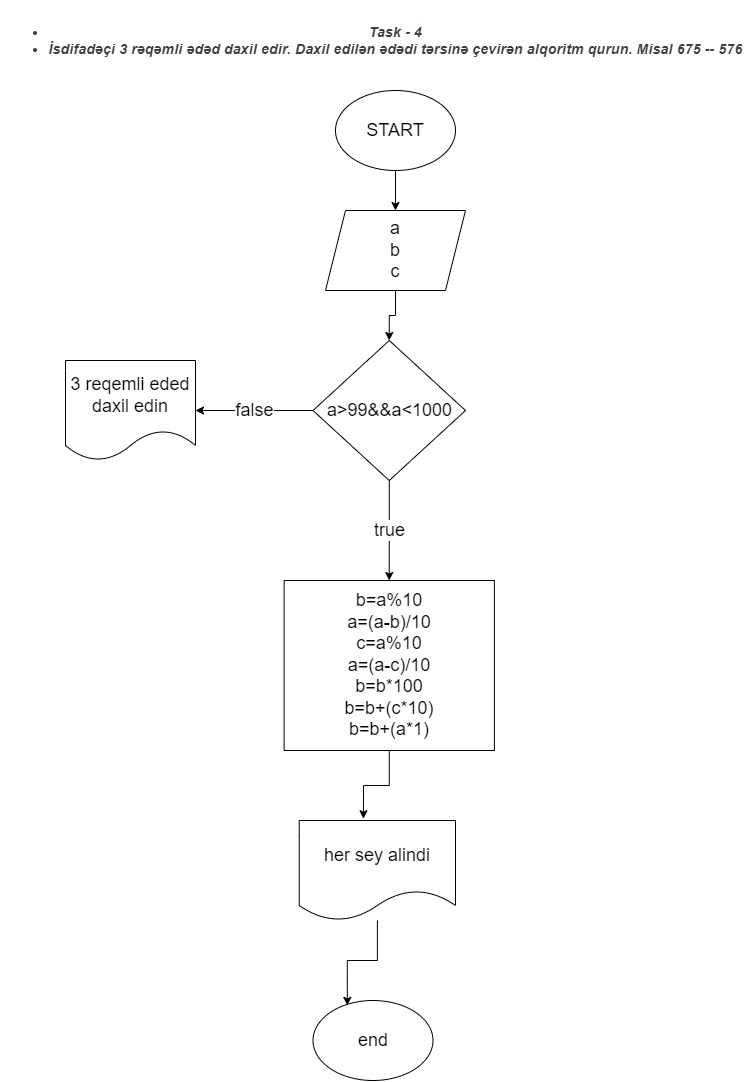 Task - 4
İsdifadəçi 3 rəqəmli ədəd daxil edir. Daxil edilən ədədi tərsinə çevirən alqoritm qurun. Misal 675 -- 576
START
a
b
c
3 reqemli eded
daxil edin
false
a>99&&a<1000
true
b=a%10
a=(a-b)/10
c=a%10
a=(a-c)/10
b=b*100
b=b+(c*10)
b=b+(a*1)
her sey alindi
end